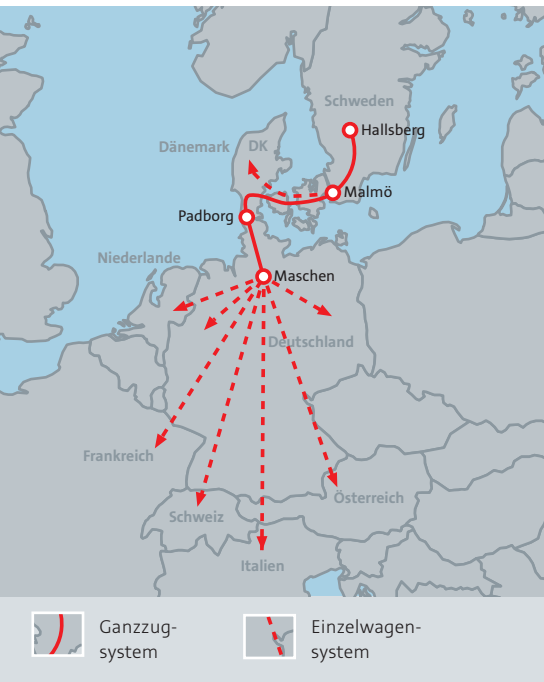 Schweden
Hallsberg
Dänemark
DK
Malmö
Padborg
Niederlande
Maschen
Deutschland
Frankreich
Österreich
Schweiz
Italien
Ganzzug-
system
Einzelwagen-
system